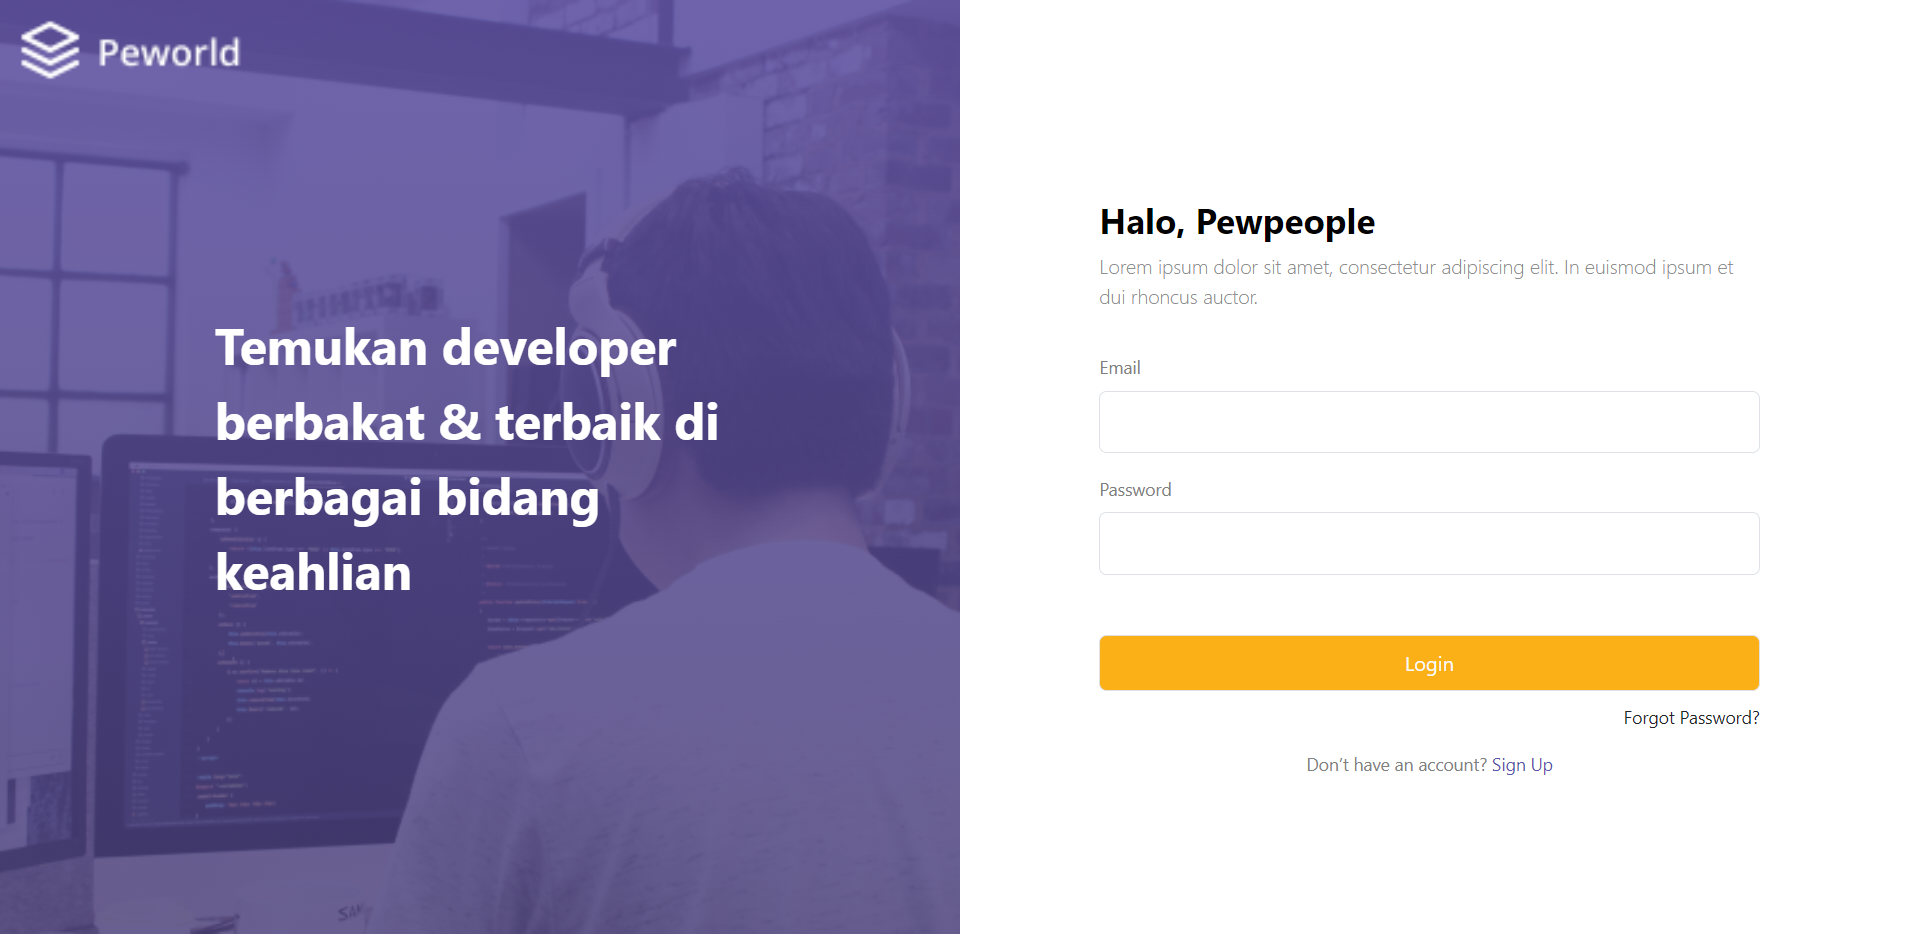 Peworld
Temukan developer
berbakat & terbaik di
berbagai bidang
keahlian
Halo, Pewpeople
Lorem ipsum dolor sit amet, consectetur adipiscing elit. In euismod ipsum et
dui rhoncus auctor.
Email
Password
Login
Forgot Password?
Don’t have an account? Sign Up